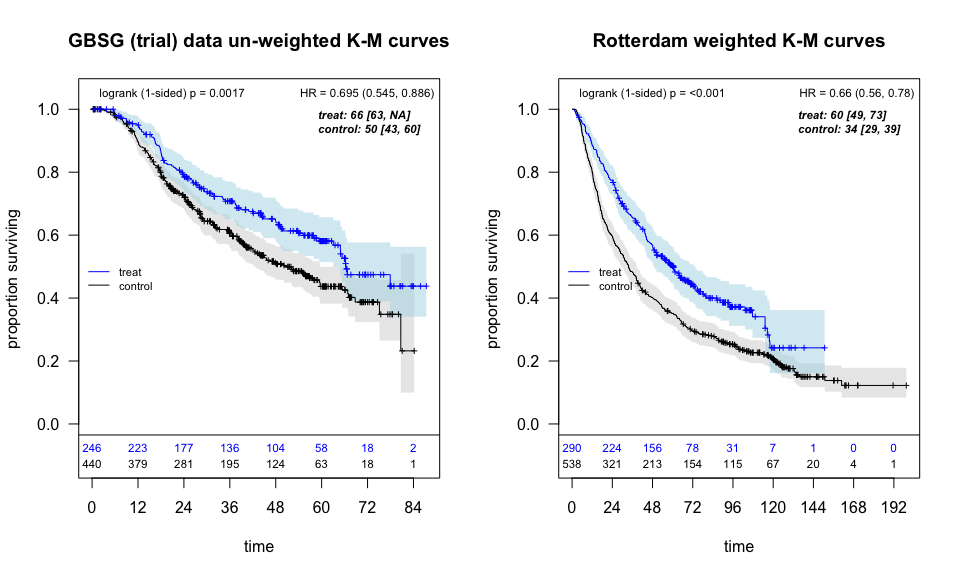 GBSG (trial) data un-weighted K-M curves
logrank (1-sided) p = 0.0017
HR = 0.695 (0.545, 0.886)
treat: 66 [63, NA]
control: 50 [43, 60]
proportion surviving
1.0
0.8
0.6
0.4
0.2
0.0
treat
control
246 223 177 136 104 58 18 2
440 379 281 195 124 63 18 1
0 12 24 36 48 60 72 84
time
Rotterdam weighted K-M curves
logrank (1-sided) p = <0.001
HR = 0.66 (0.56, 0.78)
treat: 60 [49, 73]
control: 34 [29, 39]
proportion surviving
1.0
0.8
0.6
0.4
0.2
0.0
treat
control
290 224 156 78 31 7 1 0 0
538 321 213 154 115 67 20 4 1
0 24 48 72 96 120 144 168 192
time